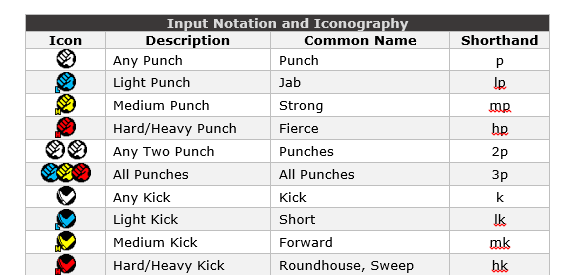 Input Notation and Iconography
Icon Description Common Name Shorthand
Any Punch Punch p
Light Punch Jab lp
Medium Punch Strong mp
Hard/Heavy Punch Fierce hp
Any Two Punch Punches 2p
All Punches All Punches 3p
Any Kick Kick k
Light Kick Short lk
Medium Kick Forward mk
Hard/Heavy Kick Roundhouse, Sweep hk